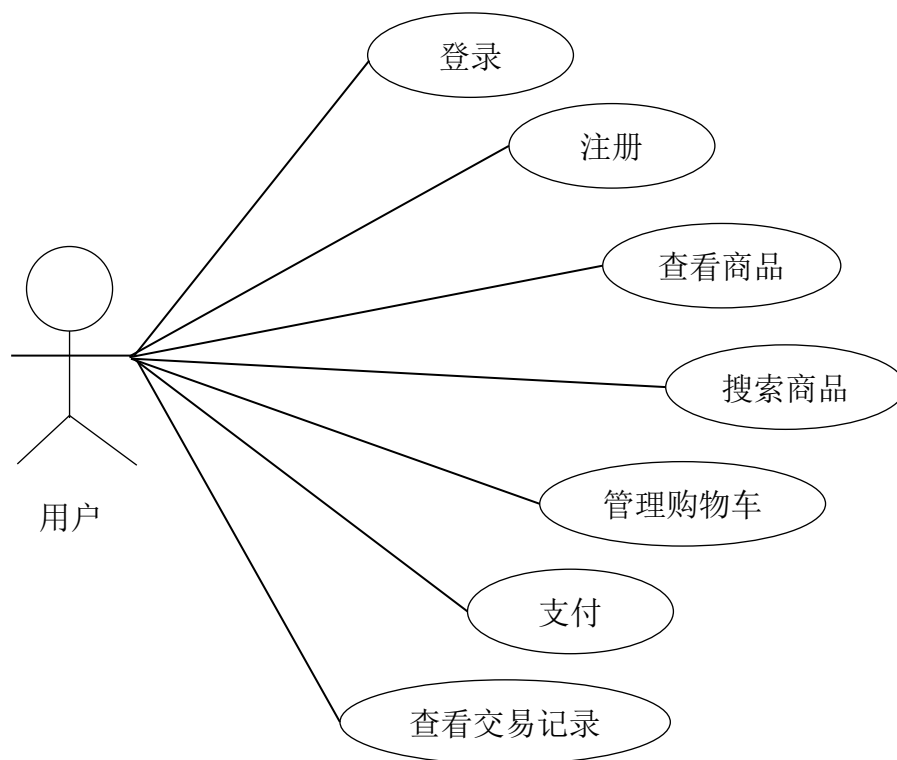 登录
注册
查看商品
搜索商品
用户
管理购物车
支付
查看交易记录